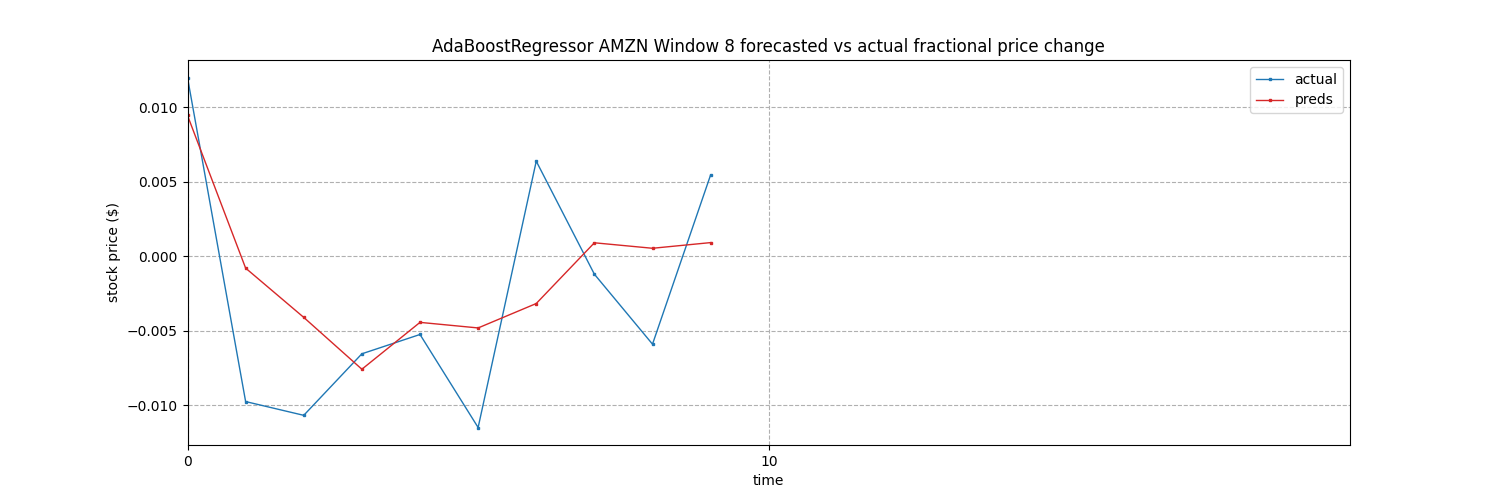 AdaBoostRegressor AMZN Window 8 forecasted vs actual fractional price change
actual
preds
0.010
0.005
0.000
−0.005
−0.010
stock price ($)
0
10
time